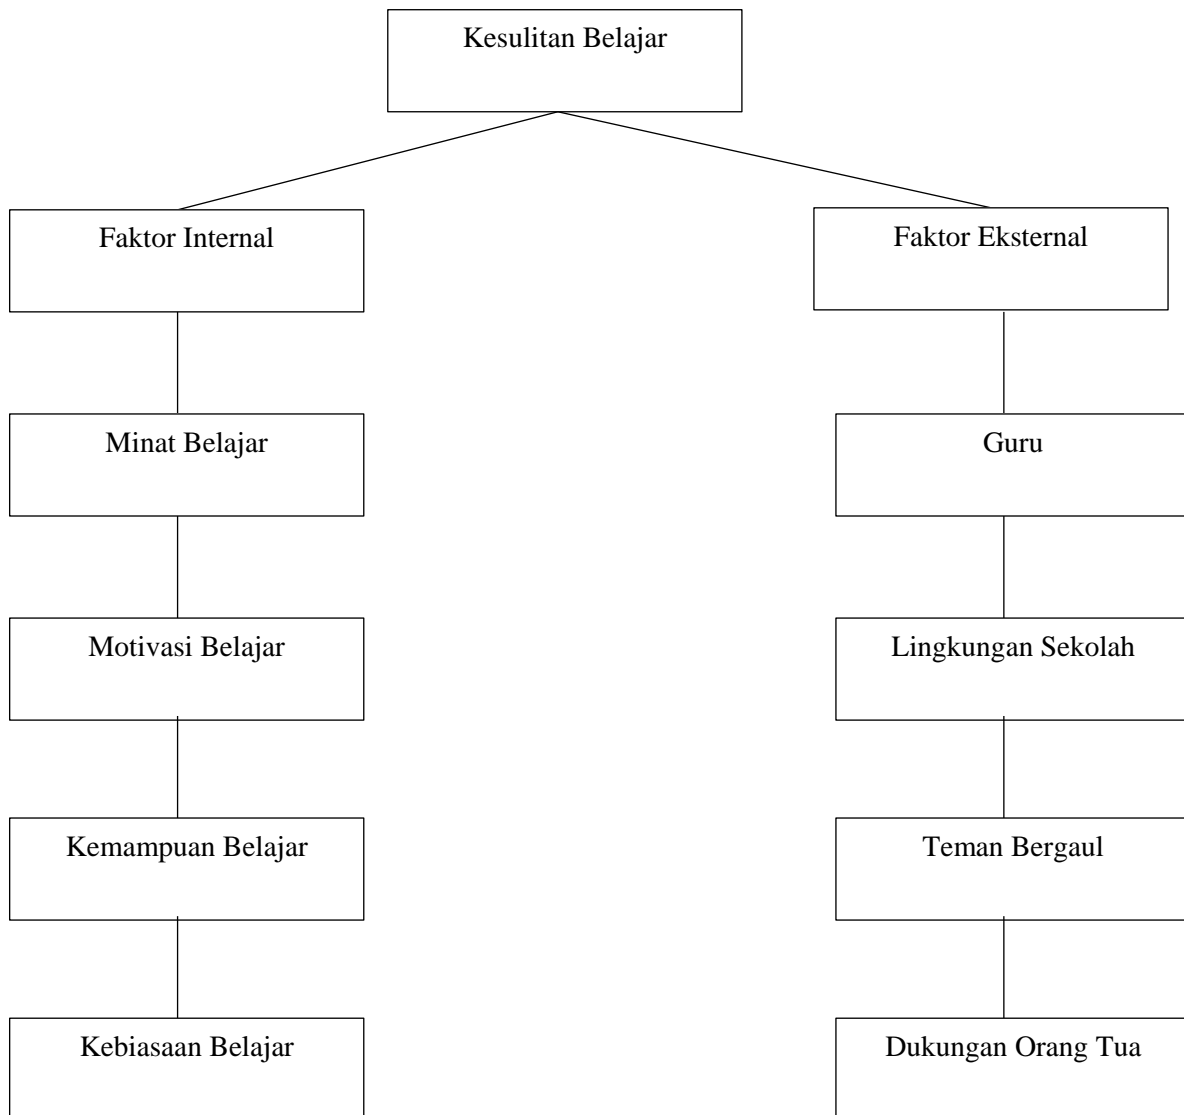 Kesulitan Belajar
Faktor Internal
Faktor Eksternal
Minat Belajar
Guru
Motivasi Belajar
Lingkungan Sekolah
Kemampuan Belajar
Teman Bergaul
Kebiasaan Belajar
Dukungan Orang Tua